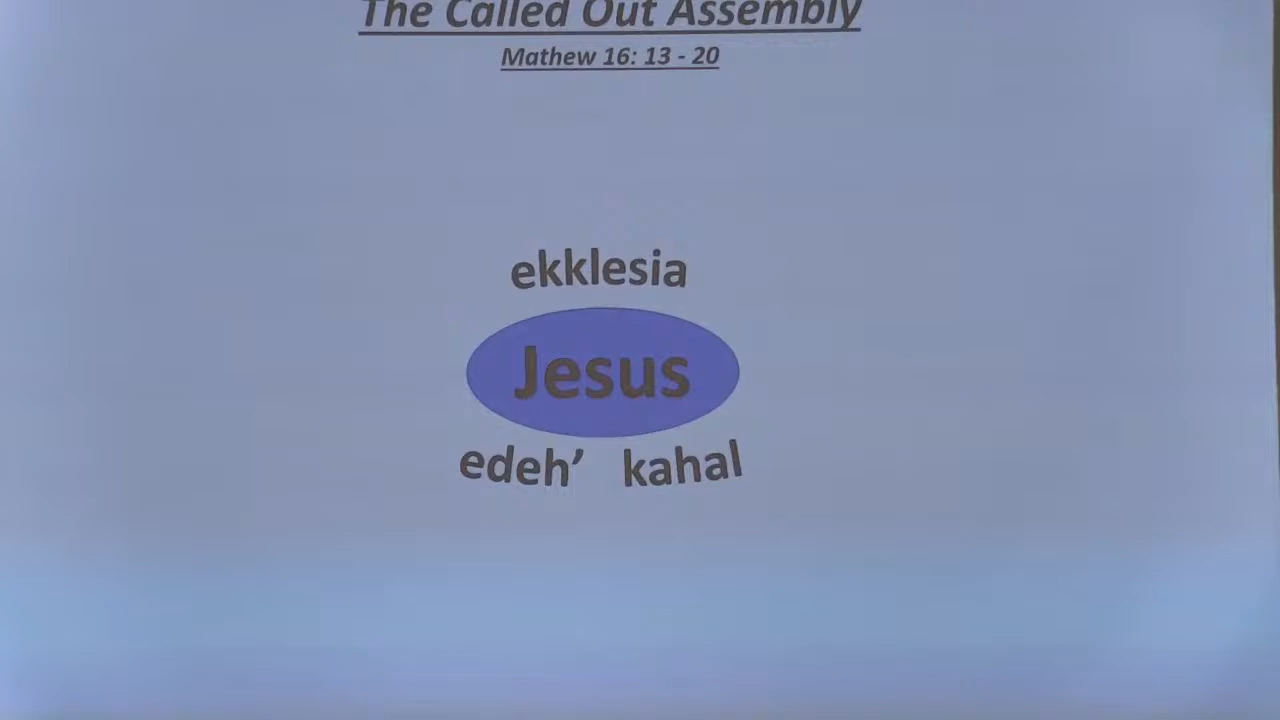 The Called Out Assembly
Mathew 16: 13 - 20
ekklesia
Jesus
edeh’ kahal